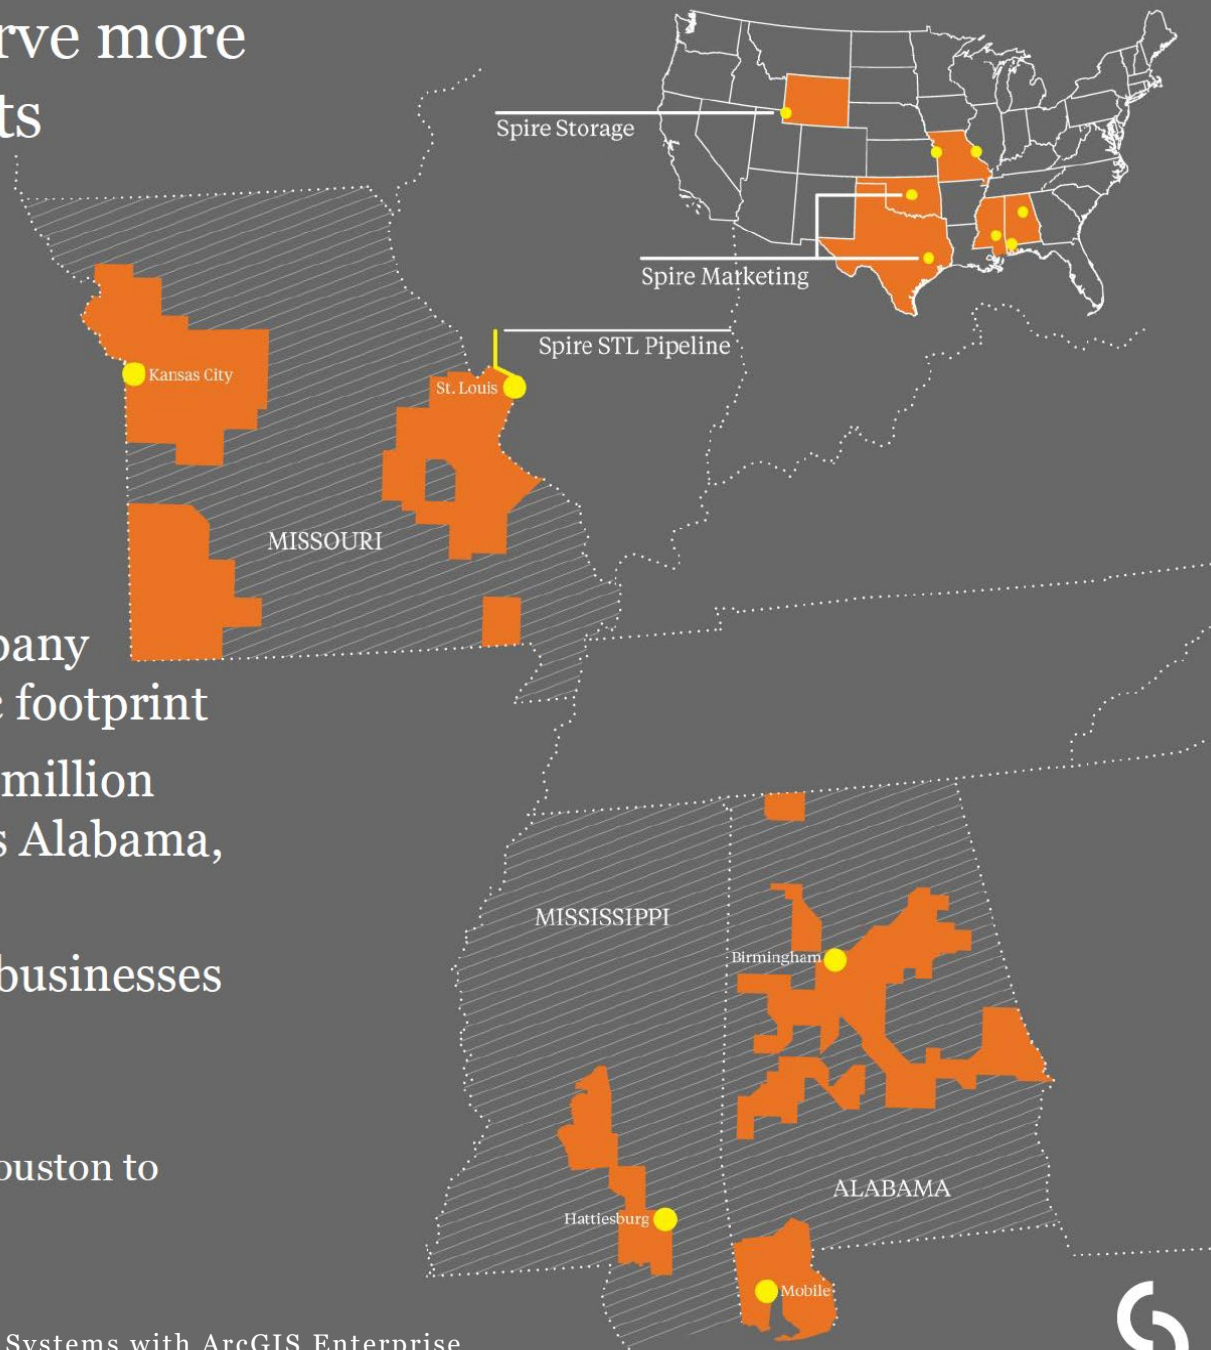 rve more
ts
Spire Storage
Spire Marketing
Spire STL Pipeline
Kansas City
St. Louis
MISSOURI
pany
c footprint
million
s Alabama,
MISSISSIPPI
Birmingham
businesses
ouston to
ALABAMA
Hattiesburg
Mobile
Systems with ArcGIS Enterprise